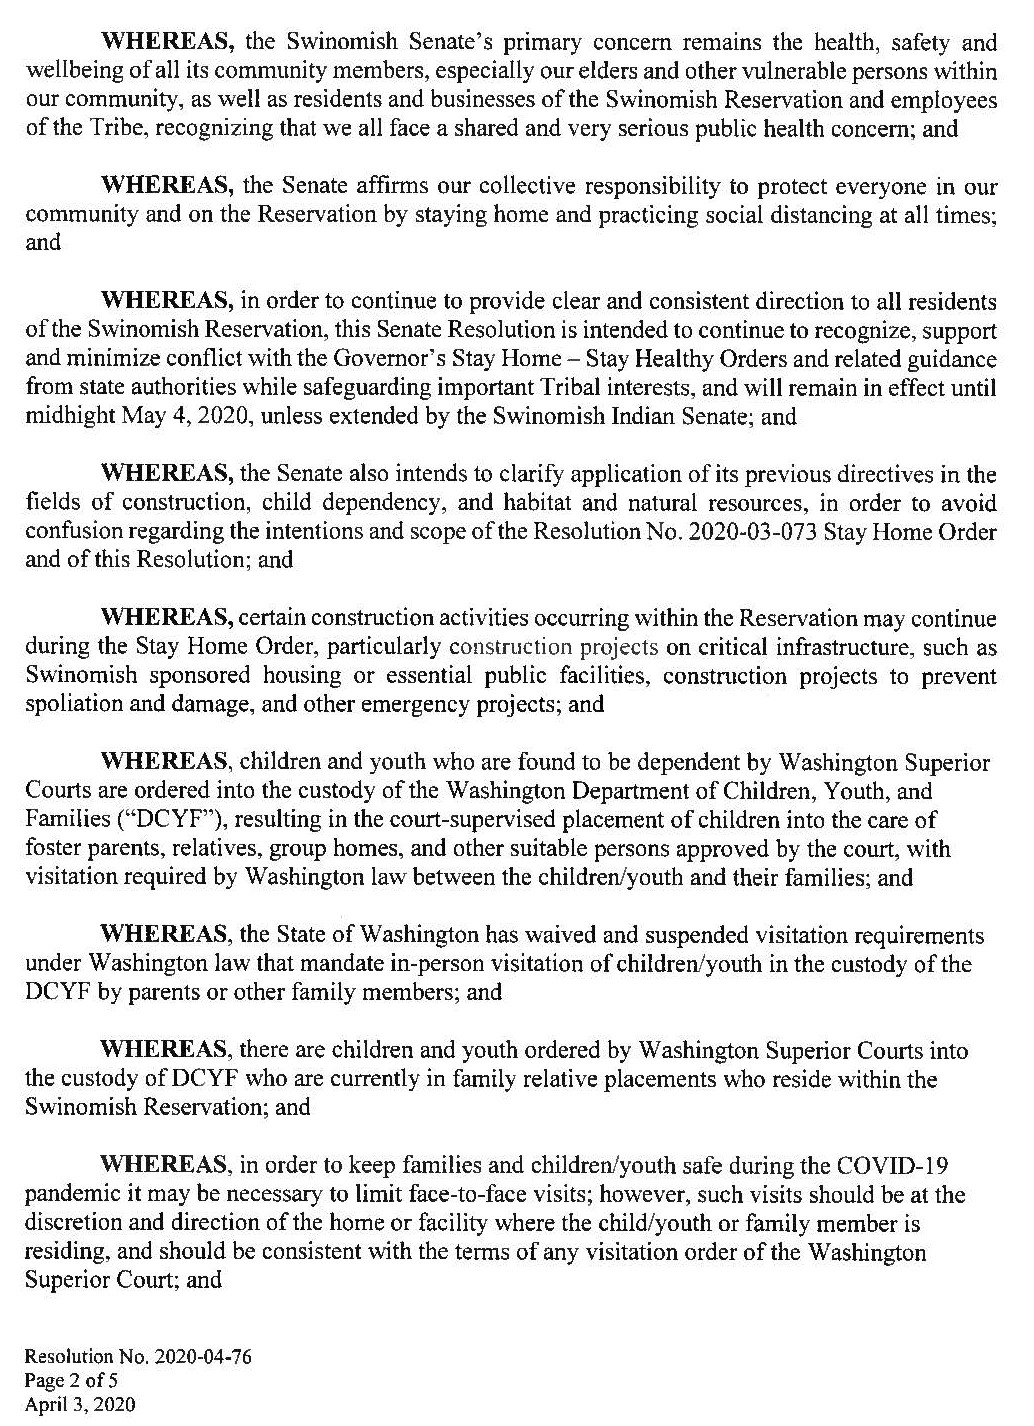 WHEREAS, the Swinomish Senate's primary concern remains the health, safety and
wellbeing of all its community members, especially our elders and other vulnerable persons within
our community, as well as residents and businesses of the Swinomish Reservation and employees
of the Tribe, recognizing that we all face a shared and very serious public health concern; and
WHEREAS, the Senate affirms our collective responsibility to protect everyone in our
community and on the Reservation by staying home and practicing social distancing at all times;
and
WHEREAS, in order to continue to provide clear and consistent direction to all residents
of the Swinomish Reservation, this Senate Resolution is intended to continue to recognize, support
and minimize conflict with the Governor's Stay Home – Stay Healthy Orders and related guidance
from state authorities while safeguarding important Tribal interests, and will remain in effect until
midhight May 4, 2020, unless extended by the Swinomish Indian Senate; and
WHEREAS, the Senate also intends to clarify application of its previous directives in the
fields of construction, child dependency, and habitat and natural resources, in order to avoid
confusion regarding the intentions and scope of the Resolution No. 2020-03-073 Stay Home Order
and of this Resolution; and
WHEREAS, certain construction activities occurring within the Reservation may continue
during the Stay Home Order, particularly construction projects on critical infrastructure, such as
Swinomish sponsored housing or essential public facilities, construction projects to prevent
spoliation and damage, and other emergency projects; and
WHEREAS, children and youth who are found to be dependent by Washington Superior
Courts are ordered into the custody of the Washington Department of Children, Youth, and
Families ("DCYF"), resulting in the court-supervised placement of children into the care of
foster parents, relatives, group homes, and other suitable persons approved by the court, with
visitation required by Washington law between the children/youth and their families; and
WHEREAS, the State of Washington has waived and suspended visitation requirements
under Washington law that mandate in-person visitation of children/youth in the custody of the
DCYF by parents or other family members; and
WHEREAS, there are children and youth ordered by Washington Superior Courts into
the custody of DCYF who are currently in family relative placements who reside within the
Swinomish Reservation; and
WHEREAS, in order to keep families and children/youth safe during the COVID-19
pandemic it may be necessary to limit face-to-face visits; however, such visits should be at the
discretion and direction of the home or facility where the child/youth or family member is
residing, and should be consistent with the terms of any visitation order of the Washington
Superior Court; and
Resolution No. 2020-04-76
Page 2 of 5
April 3, 2020